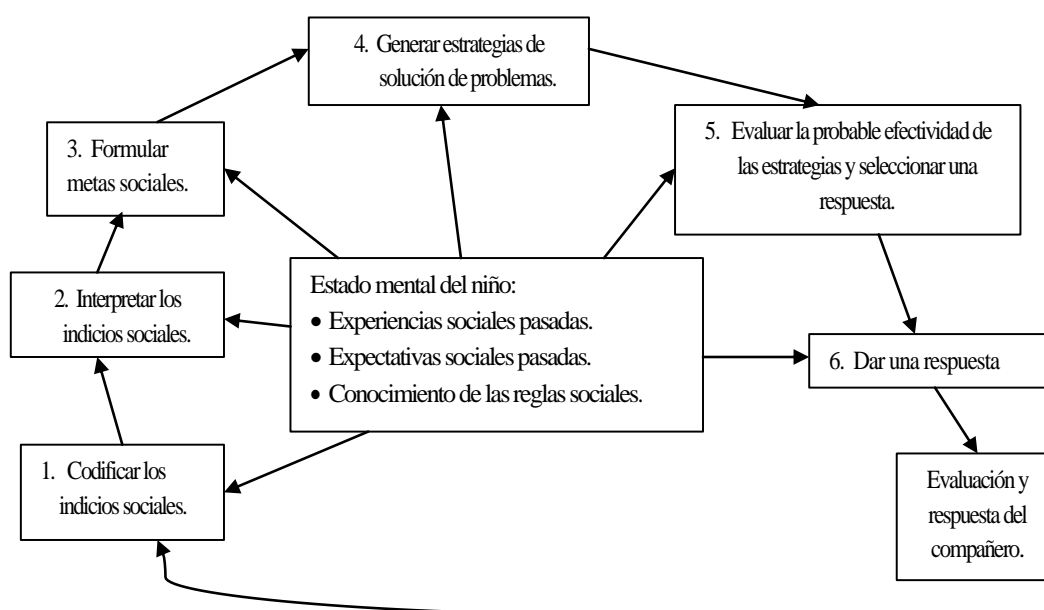 4. Generar estrategias de
solución de problemas.
3. Formular
metas sociales.
5. Evaluar la probable efectividad de
las estrategias y seleccionar una
respuesta.
2. Interpretar los
indicios sociales.
Estado mental del niño:
• Experiencias sociales pasadas.
• Expectativas sociales pasadas.
• Conocimiento de las reglas sociales.
6. Dar una respuesta
1. Codificar los
indicios sociales.
Evaluación y
respuesta del
compañero.